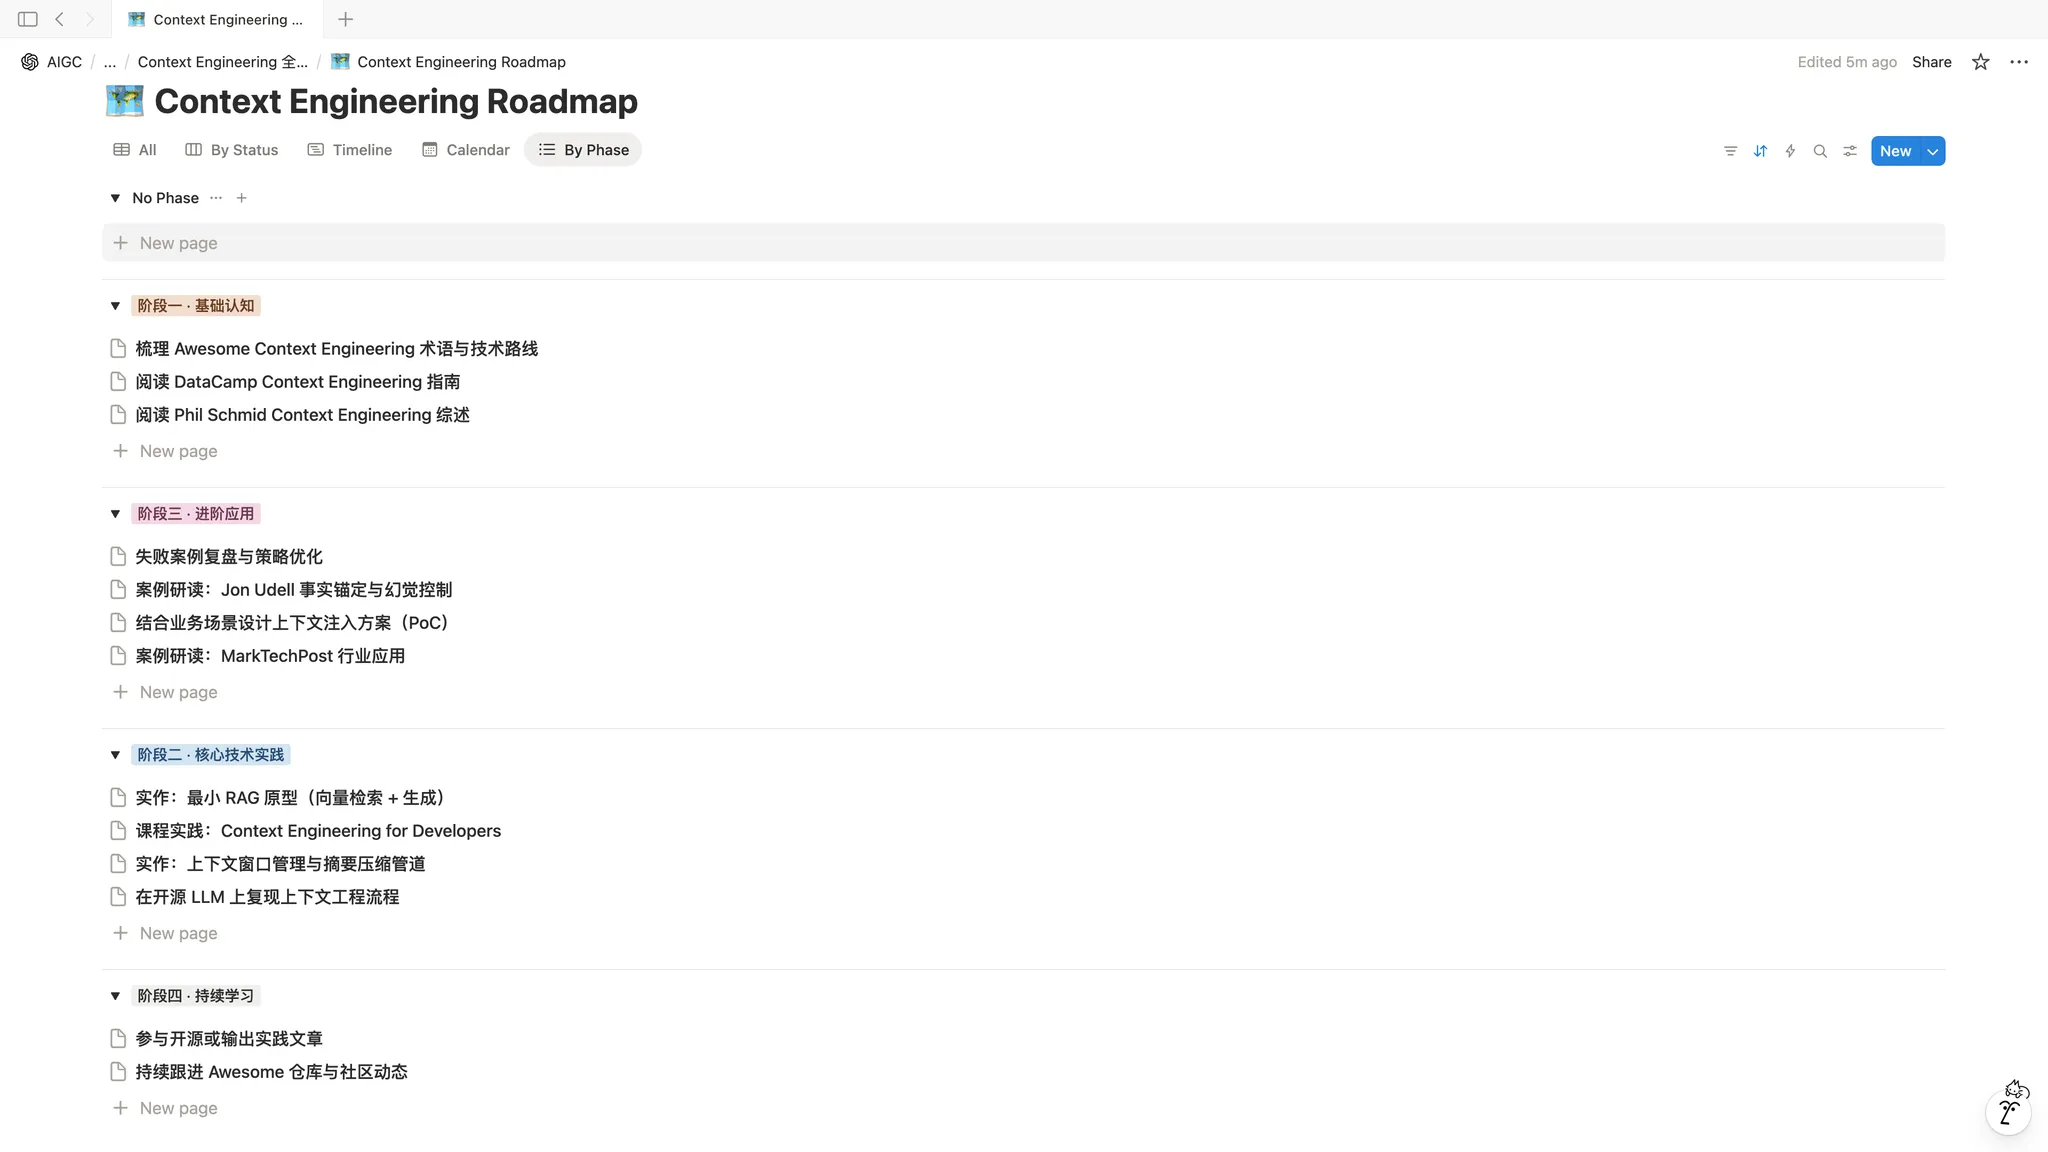 Context Engineering ...
AIGC / ... / Context Engineering 全... / Context Engineering Roadmap
Edited 5m ago Share
Context Engineering Roadmap
All By Status Timeline Calendar By Phase
New
No Phase
New page
阶段一 · 基础认知
梳理 Awesome Context Engineering 术语与技术路线
阅读 DataCamp Context Engineering 指南
阅读 Phil Schmid Context Engineering 综述
New page
阶段三 · 进阶应用
失败案例复盘与策略优化
案例研读：Jon Udell 事实锚定与幻觉控制
结合业务场景设计上下文注入方案（PoC）
案例研读：MarkTechPost 行业应用
New page
阶段二 · 核心技术实践
实作：最小 RAG 原型（向量检索 + 生成）
课程实践：Context Engineering for Developers
实作：上下文窗口管理与摘要压缩管道
在开源 LLM 上复现上下文工程流程
New page
阶段四 · 持续学习
参与开源或输出实践文章
持续跟进 Awesome 仓库与社区动态
New page